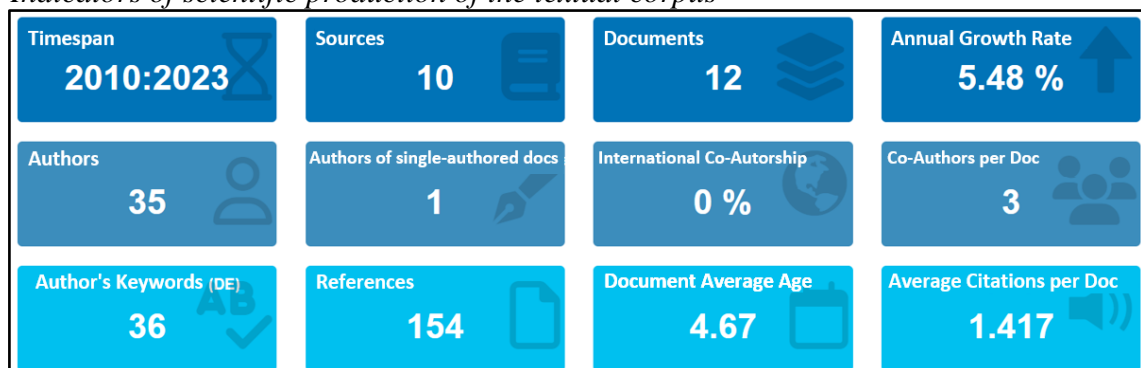 Indicators of scientific production of the textual corpus
Timespan
2010:2023
Sources
10
Documents
12
Annual Growth Rate
5.48 %
Authors
35
Authors of single-authored docs
1
International Co-Autorship
0 %
Co-Authors per Doc
3
Author's Keywords (DE)
AB
36
References
154
Document Average Age
4.67
Average Citations per Doc
1.417